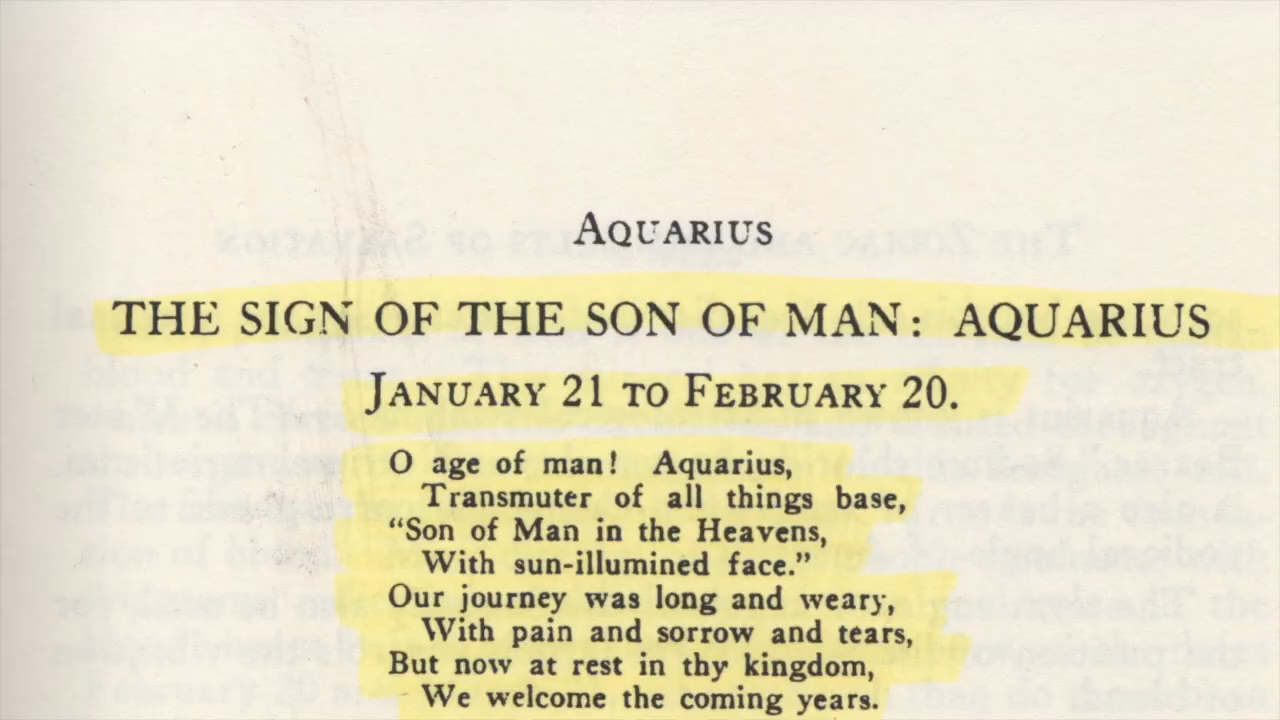 AQUARIUS
THE SIGN OF THE SON OF MAN: AQUARIUS
JANUARY 21 TO FEBRUARY 20.
O age of man! Aquarius,
Transmuter of all things base,
“Son of Man in the Heavens,
With sun-illumined face.”
Our journey was long and weary,
With pain and sorrow and tears,
But now at rest in thy kingdom,
We welcome the coming years.